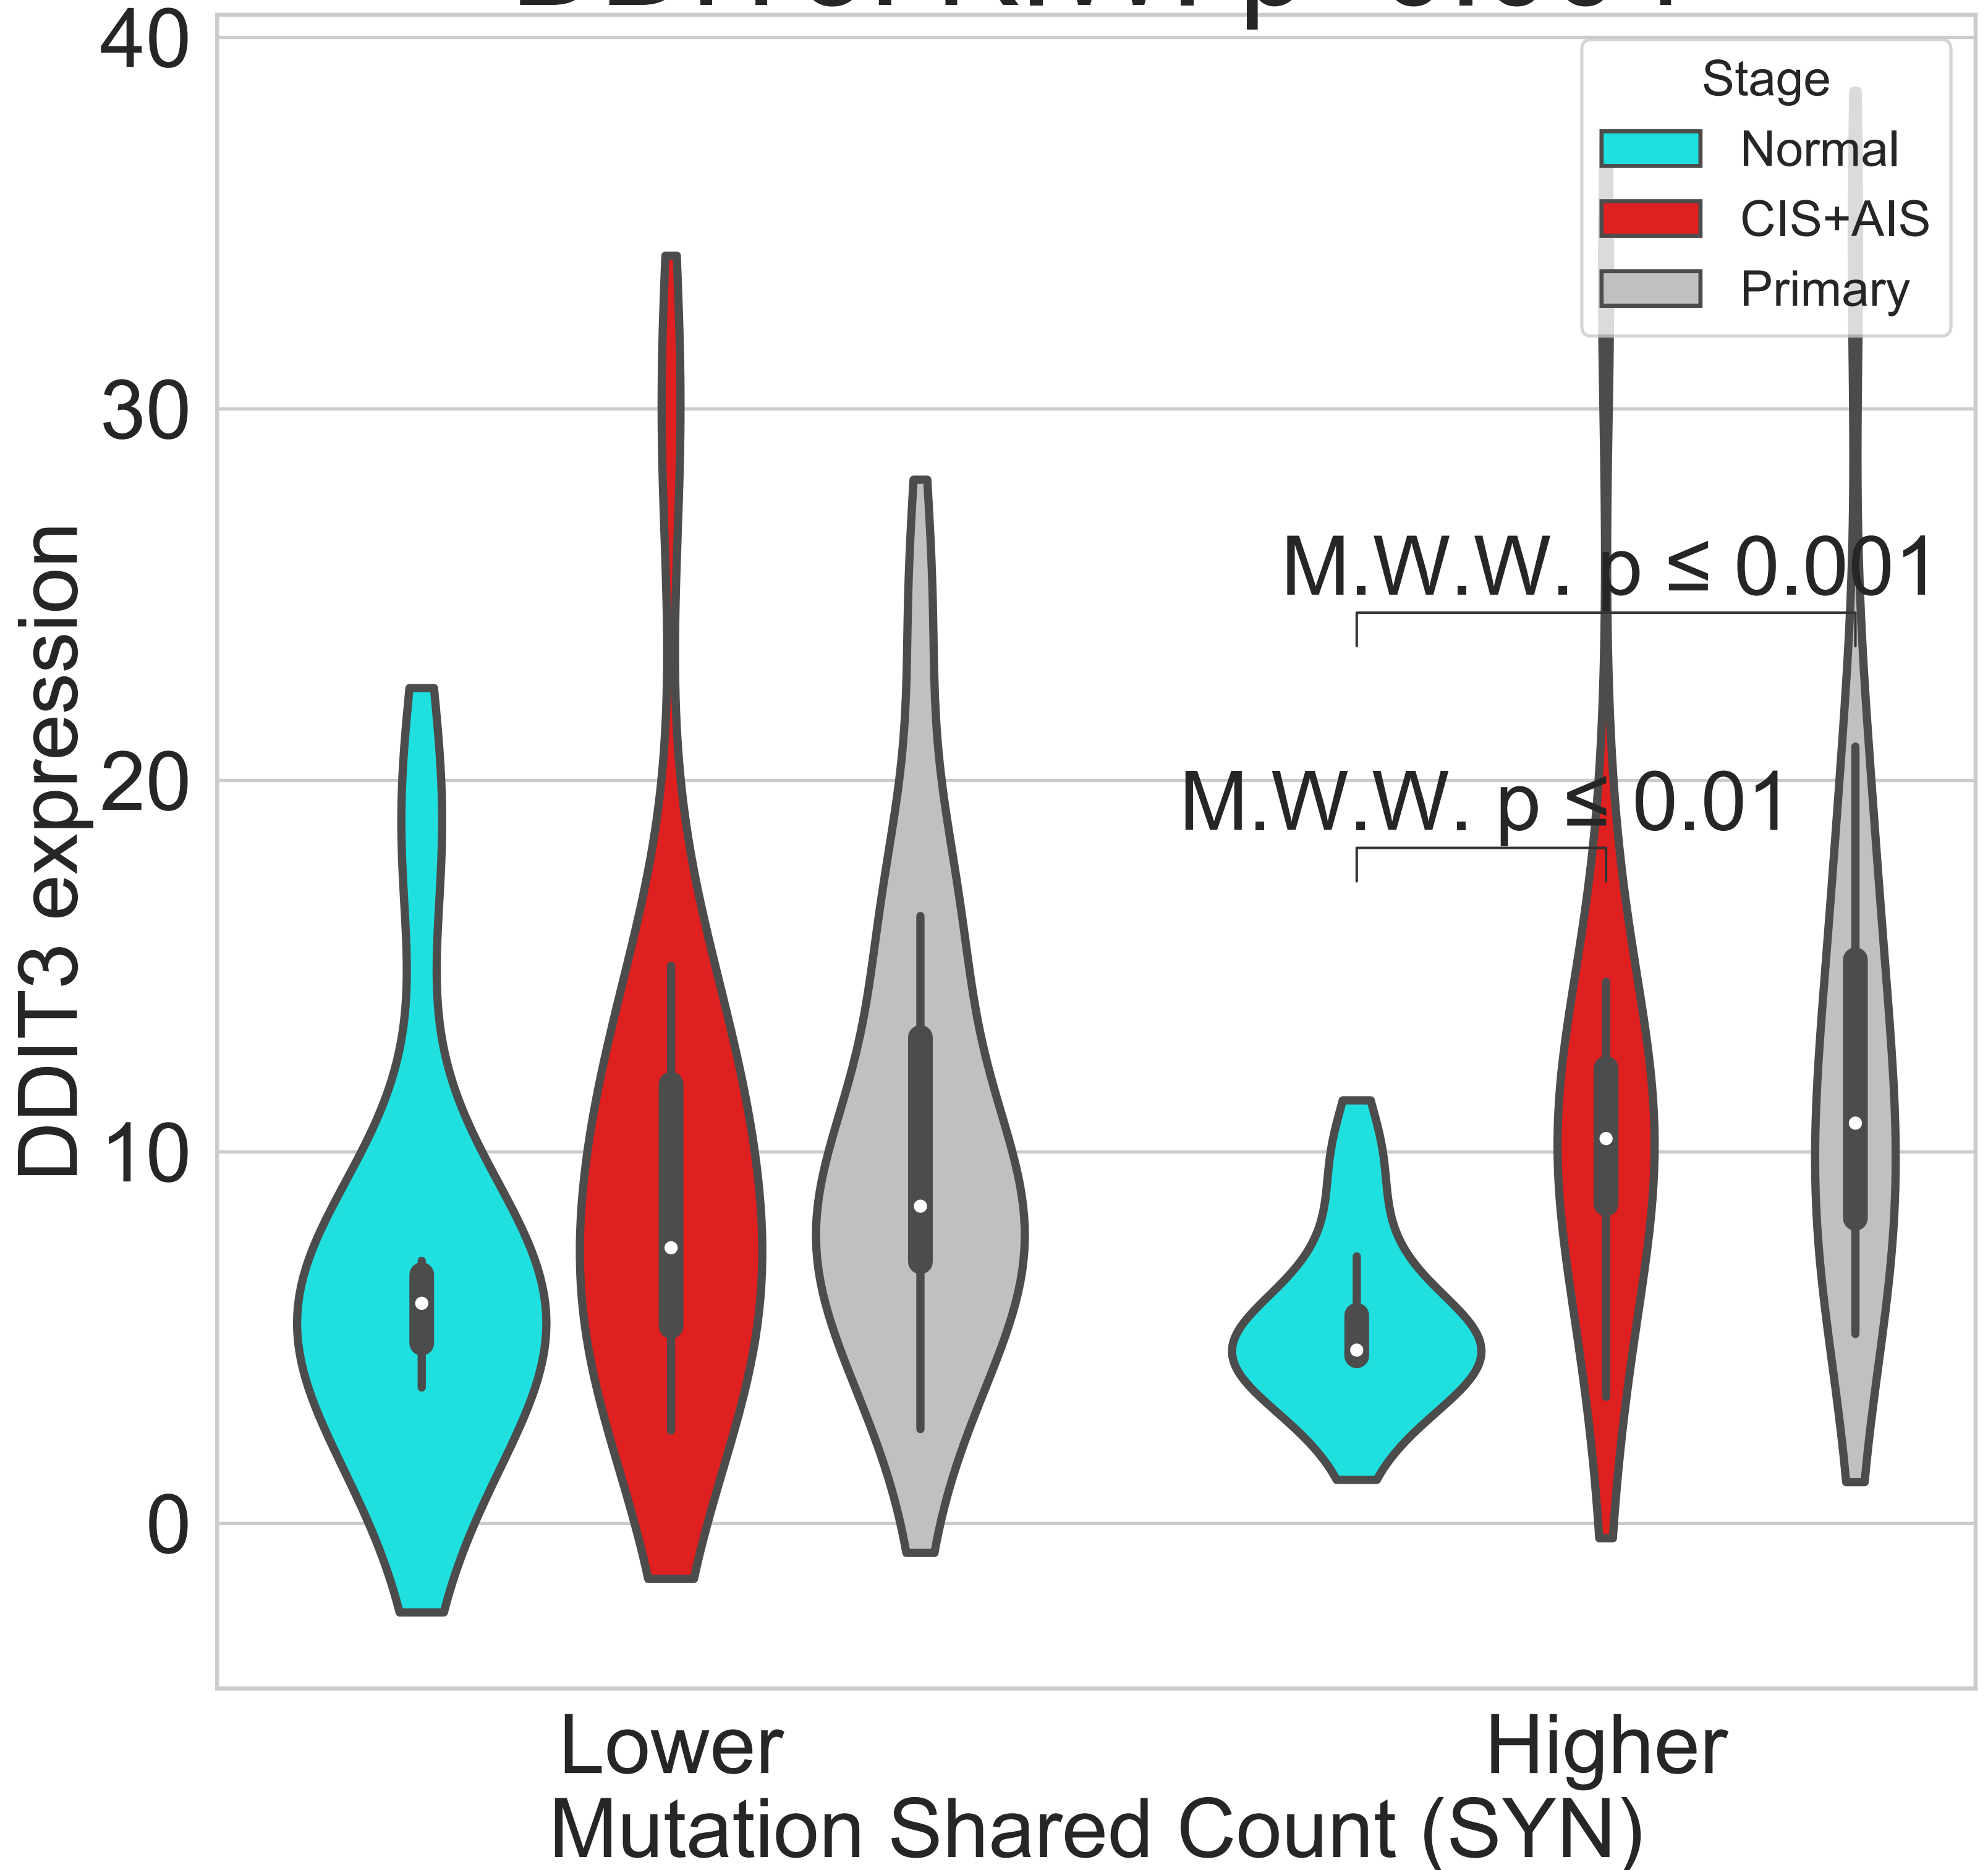 40
30
20
10
0
DDIT3 expression
Stage
Normal
CIS+AIS
Primary
M.W.W. p ≤ 0.001
M.W.W. p ≤ 0.01
Lower
Higher
Mutation Shared Count (SYN)